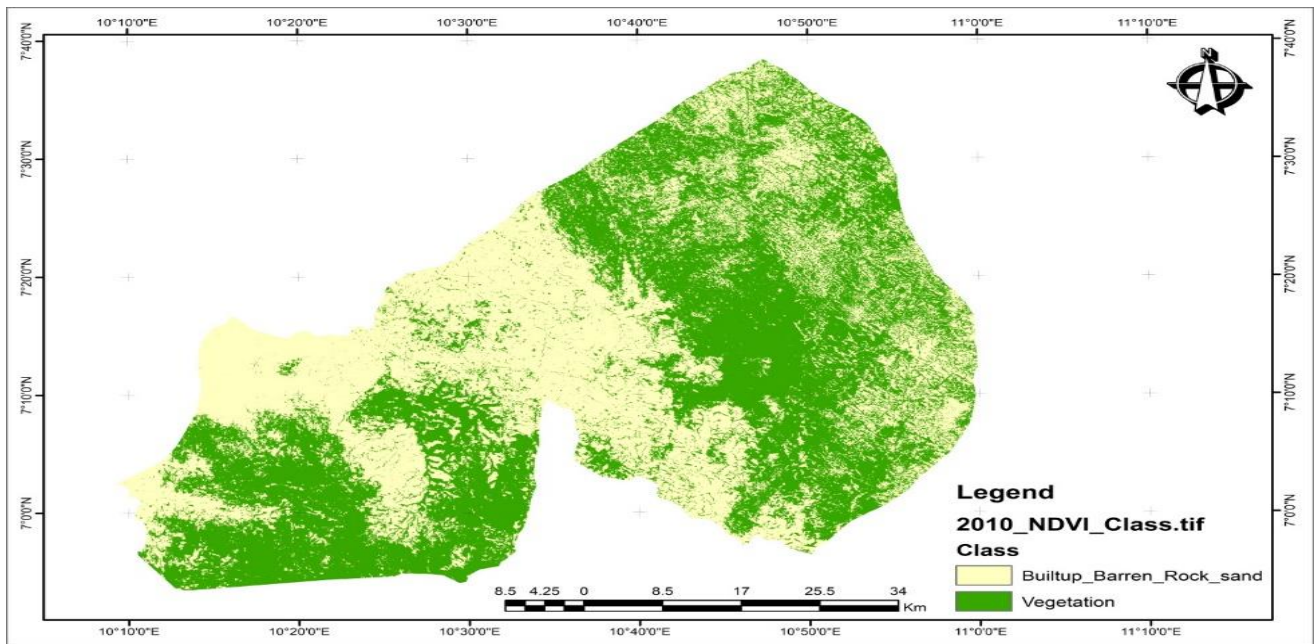 10°10'0"E 10°20'0"E 10°30'0"E 10°40'0"E 10°50'0"E 11°0'0"E 11°10'0"E
N
7°40'0"N 7°40'0"N
7°30'0"N 7°30'0"N
7°20'0"N 7°20'0"N
7°10'0"N 7°10'0"N
7°0'0"N 7°0'0"N
Legend
2010_NDVI_Class.tif
Class
Builtup_Barren_Rock_sand
Vegetation
8.5 4.25 0 8.5 17 25.5 34
Km
10°10'0"E 10°20'0"E 10°30'0"E 10°40'0"E 10°50'0"E 11°0'0"E 11°10'0"E